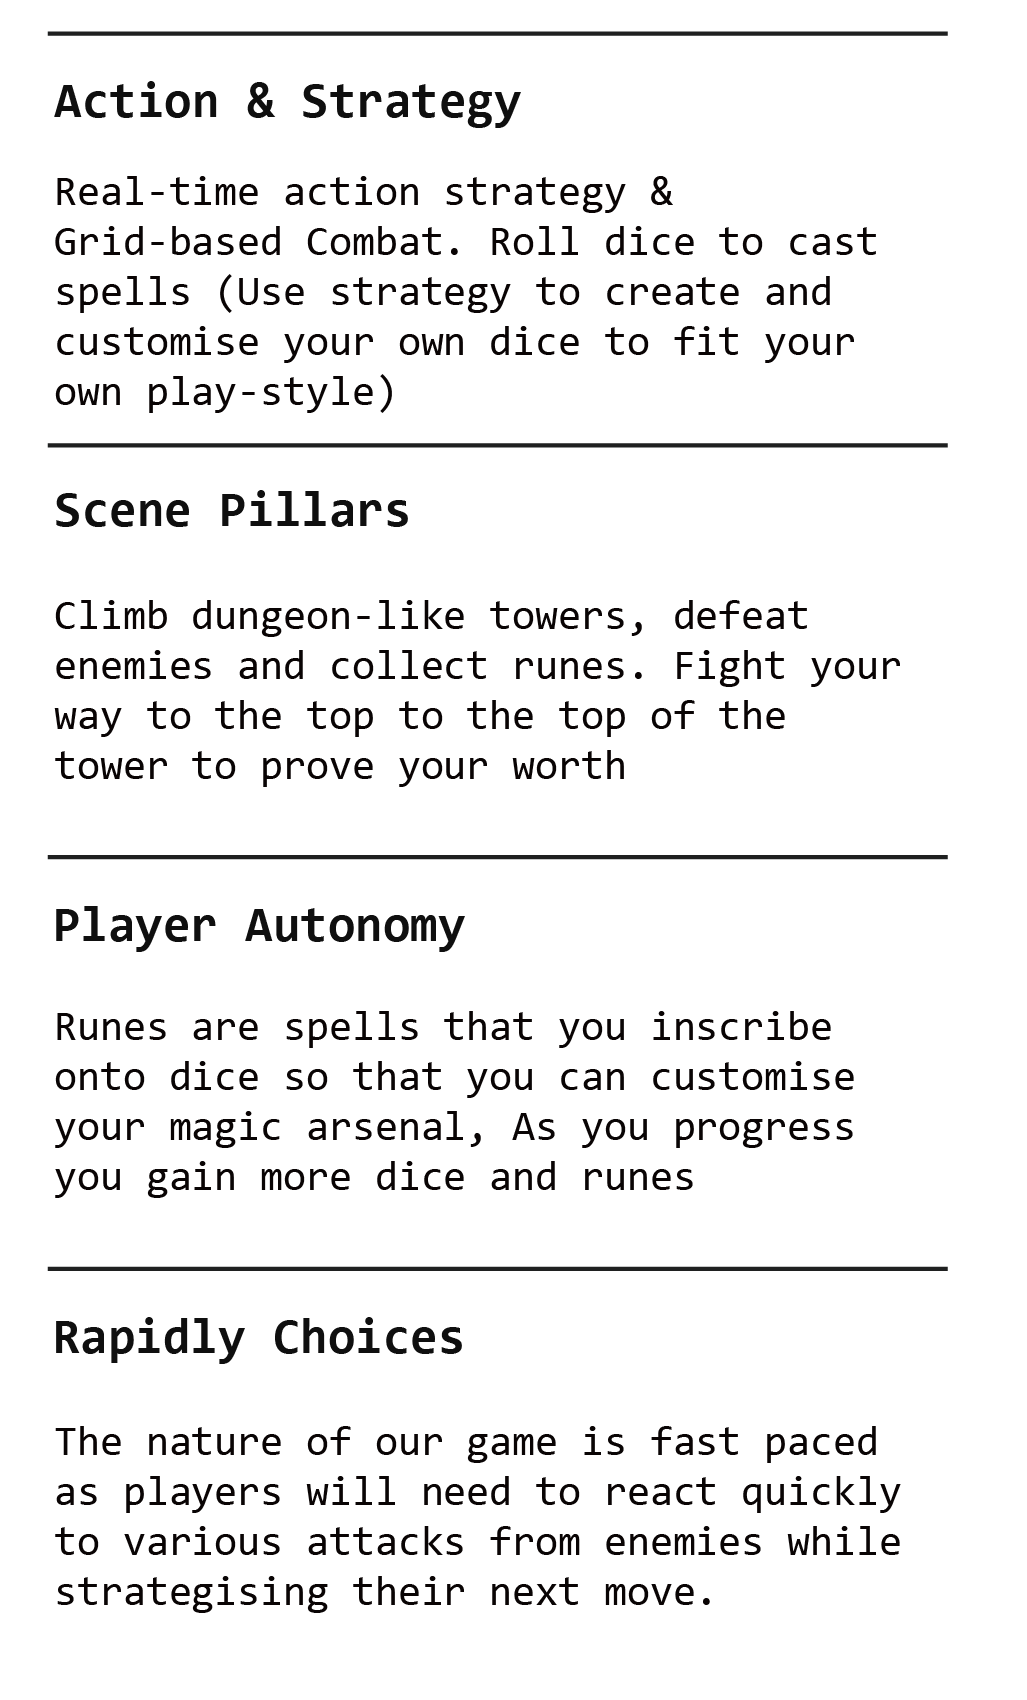 Action & Strategy
Real-time action strategy &
Grid-based Combat. Roll dice to cast
spells (Use strategy to create and
customise your own dice to fit your
own play-style)
Scene Pillars
Climb dungeon-like towers, defeat
enemies and collect runes. Fight your
way to the top to the top of the
tower to prove your worth
Player Autonomy
Runes are spells that you inscribe
onto dice so that you can customise
your magic arsenal, As you progress
you gain more dice and runes
Rapidly Choices
The nature of our game is fast paced
as players will need to react quickly
to various attacks from enemies while
strategising their next move.